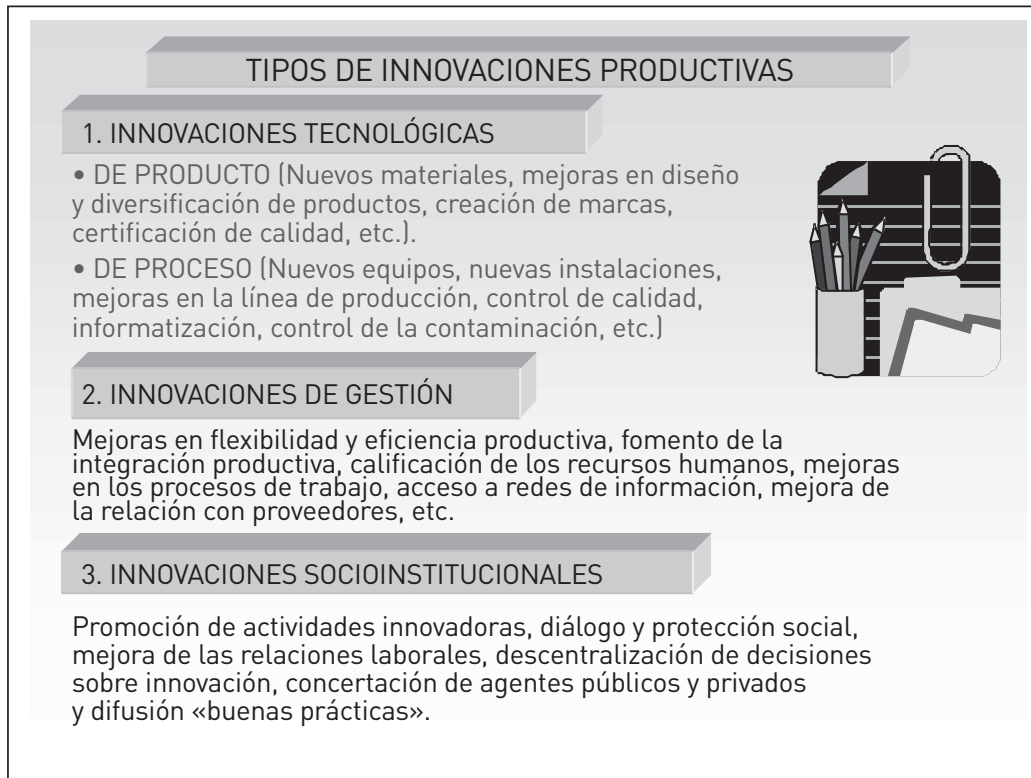 TIPOS DE INNOVACIONES PRODUCTIVAS
1. INNOVACIONES TECNOLÓGICAS
• DE PRODUCTO (Nuevos materiales, mejoras en diseño
y diversificación de productos, creación de marcas,
certificación de calidad, etc.).
• DE PROCESO (Nuevos equipos, nuevas instalaciones,
mejoras en la línea de producción, control de calidad,
informatización, control de la contaminación, etc.)
2. INNOVACIONES DE GESTIÓN
Mejoras en flexibilidad y eficiencia productiva, fomento de la
integración productiva, calificación de los recursos humanos, mejoras
en los procesos de trabajo, acceso a redes de información, mejora de
la relación con proveedores, etc.
3. INNOVACIONES SOCIOINSTITUCIONALES
Promoción de actividades innovadoras, diálogo y protección social,
mejora de las relaciones laborales, descentralización de decisiones
sobre innovación, concertación de agentes públicos y privados
y difusión «buenas prácticas».